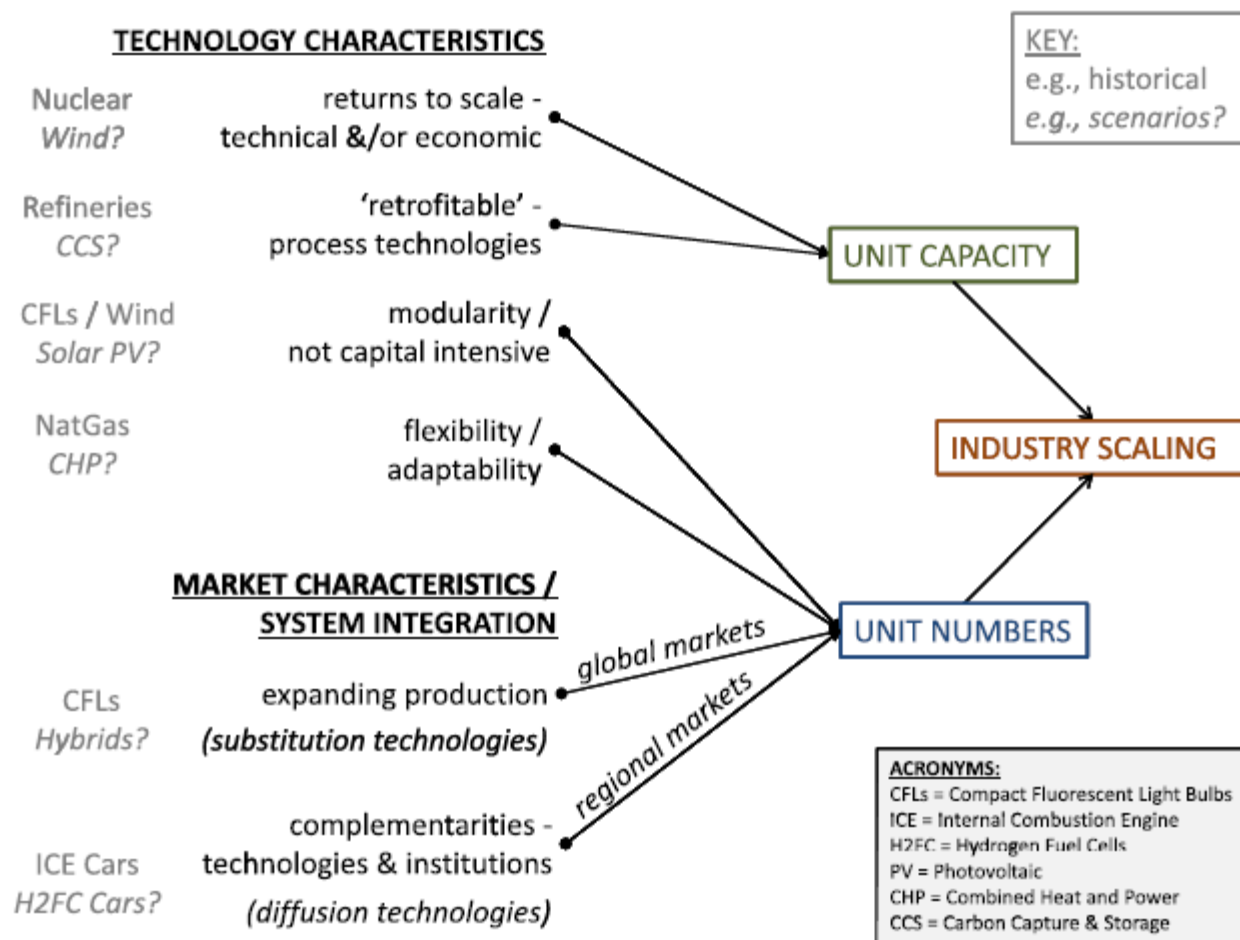 TECHNOLOGY CHARACTERISTICS
KEY:
e.g., historical
e.g., scenarios?
Nuclear
Wind?
returns to scale -
technical &/or economic
Refineries
CCS?
‘retrofitable’ -
process technologies
UNIT CAPACITY
CFLs / Wind
Solar PV?
modularity /
not capital intensive
NatGas
CHP?
flexibility /
adaptability
INDUSTRY SCALING
MARKET CHARACTERISTICS /
SYSTEM INTEGRATION
UNIT NUMBERS
global markets
CFLs
Hybrids?
expanding production
(substitution technologies)
regional markets
ICE Cars
H2FC Cars?
complementarities -
technologies & institutions
(diffusion technologies)
ACRONYMS:
CFLs = Compact Fluorescent Light Bulbs
ICE = Internal Combustion Engine
H2FC = Hydrogen Fuel Cells
PV = Photovoltaic
CHP = Combined Heat and Power
CCS = Carbon Capture & Storage